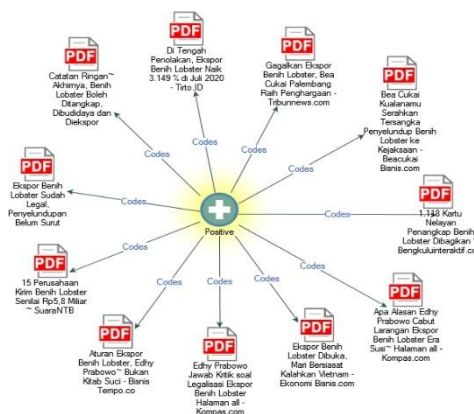 PDF
Catatan Ringan~
Akhirnya, Benih
Lobster Boleh
Ditangkap,
Dibudidaya dan
Diekspor
PDF
Di Tengah
Penolakan, Ekspor
Benih Lobster Naik
3.149 % di Juli 2020
- Tirto.ID
PDF
Gagalkan Ekspor
Benih Lobster, Bea
Cukai Palembang
Raih Penghargaan -
Tribunnews.com
PDF
Bea Cukai
Kualanamu
Serahkan
Tersangka
Penyelundup Benih
Lobster ke
Kejaksaan -
Beacukai
Bisnis.com
PDF
Ekspor Benih
Lobster Sudah
Legal,
Penyelundupan
Belum Surut
PDF
1.118 Kartu
Nelayan
Penangkap Benih
Lobster Dibagikan ~
Bengkuluinteraktif.co
PDF
15 Perusahaan
Kirim Benih Lobster
Senilai Rp5,8 Miliar
~ SuaraNTB
PDF
Aturan Ekspor
Benih Lobster, Edhy
Prabowo~ Bukan
Kitab Suci - Bisnis
Tempo.co
PDF
Edhy Prabowo
Jawab Kritik soal
Legalisasi Ekspor
Benih Lobster
Halaman all -
Kompas.com
PDF
Ekspor Benih
Lobster Dibuka,
Mari Bersiasat
Kalahkan Vietnam -
Ekonomi Bisnis.com
PDF
Apa Alasan Edhy
Prabowo Cabut
Larangan Ekspor
Benih Lobster Era
Susi~ Halaman all -
Kompas.com
Codes
Codes
Codes
Codes
Codes
Codes
Codes
Codes
Codes
Codes
Codes
Positive